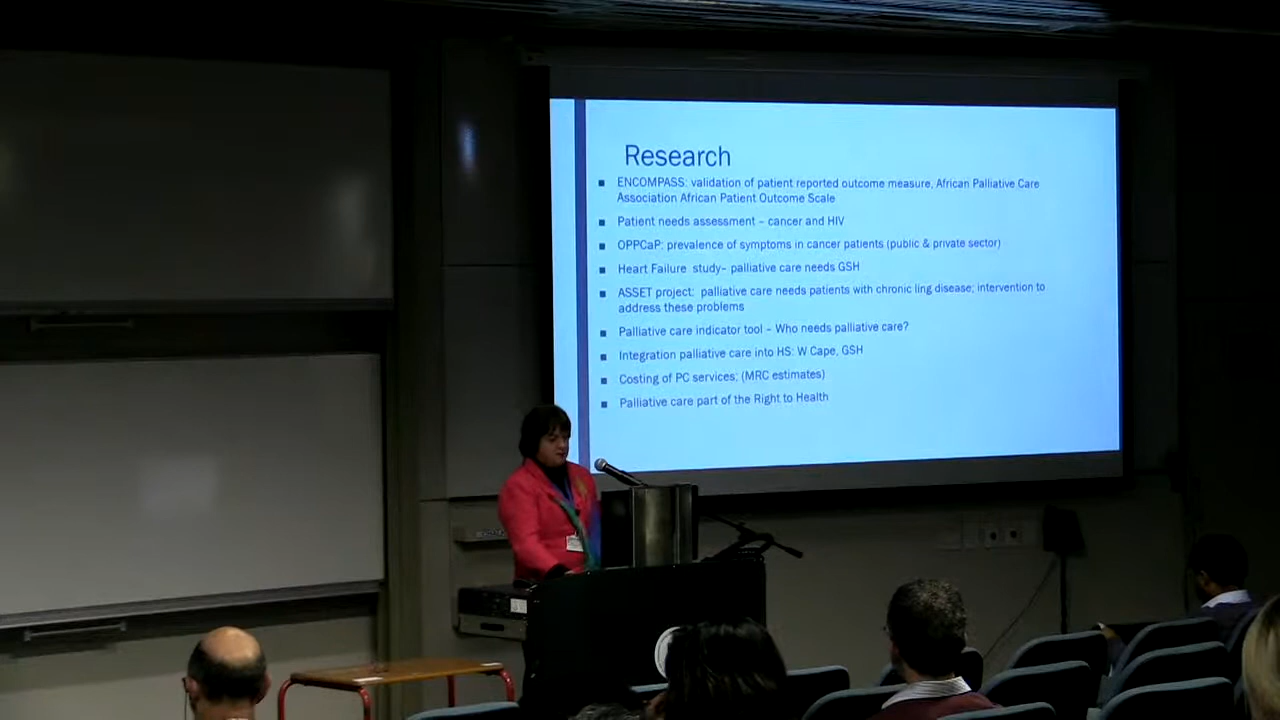 Research
ENCOMPASS: validation of patient reported outcome measure, African Palliative Care
Association African Patient Outcome Scale
Patient needs assessment – cancer and HIV
OPPCaP: prevalence of symptoms in cancer patients (public & private sector)
Heart Failure study– palliative care needs GSH
ASSET project: palliative care needs patients with chronic ling disease; intervention to
address these problems
Palliative care indicator tool – Who needs palliative care?
Integration palliative care into HS: W Cape, GSH
Costing of PC services; (MRC estimates)
Palliative care part of the Right to Health